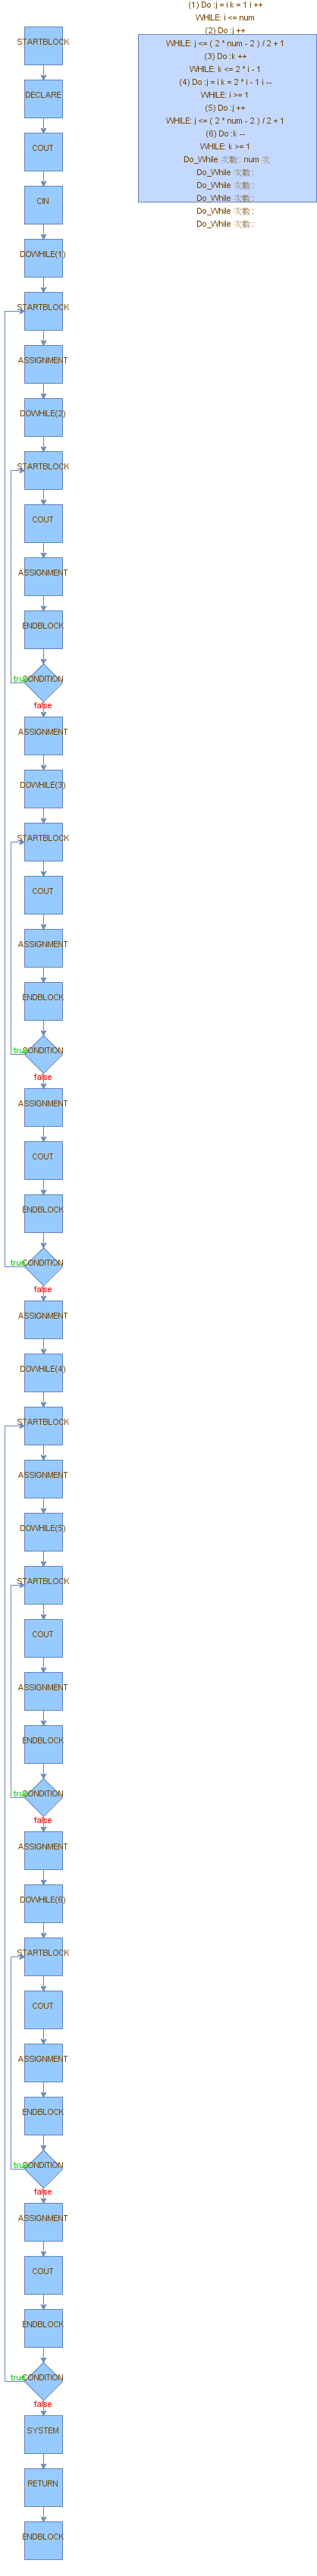 (1) Do :j = i k = 1 i ++
WHILE: i <= num
(2) Do :j ++
WHILE: j <= ( 2 * num - 2 ) / 2 + 1
(3) Do :k ++
WHILE: k <= 2 * i - 1
(4) Do :j = i k = 2 * i - 1 i --
WHILE: i >= 1
(5) Do :j ++
WHILE: j <= ( 2 * num - 2 ) / 2 + 1
(6) Do :k --
WHILE: k >= 1
Do_While 次數 : num 次
Do_While 次數 :
Do_While 次數 :
Do_While 次數 :
Do_While 次數 :
Do_While 次數 :
STARTBLOCK
DECLARE
COUT
CIN
DOWHILE(1)
STARTBLOCK
ASSIGNMENT
DOWHILE(2)
STARTBLOCK
COUT
ASSIGNMENT
ENDBLOCK
true CONDITION
false
ASSIGNMENT
DOWHILE(3)
STARTBLOCK
COUT
ASSIGNMENT
ENDBLOCK
true CONDITION
false
ASSIGNMENT
COUT
ENDBLOCK
true CONDITION
false
ASSIGNMENT
DOWHILE(4)
STARTBLOCK
ASSIGNMENT
DOWHILE(5)
STARTBLOCK
COUT
ASSIGNMENT
ENDBLOCK
true CONDITION
false
ASSIGNMENT
DOWHILE(6)
STARTBLOCK
COUT
ASSIGNMENT
ENDBLOCK
true CONDITION
false
ASSIGNMENT
COUT
ENDBLOCK
true CONDITION
false
SYSTEM
RETURN
ENDBLOCK